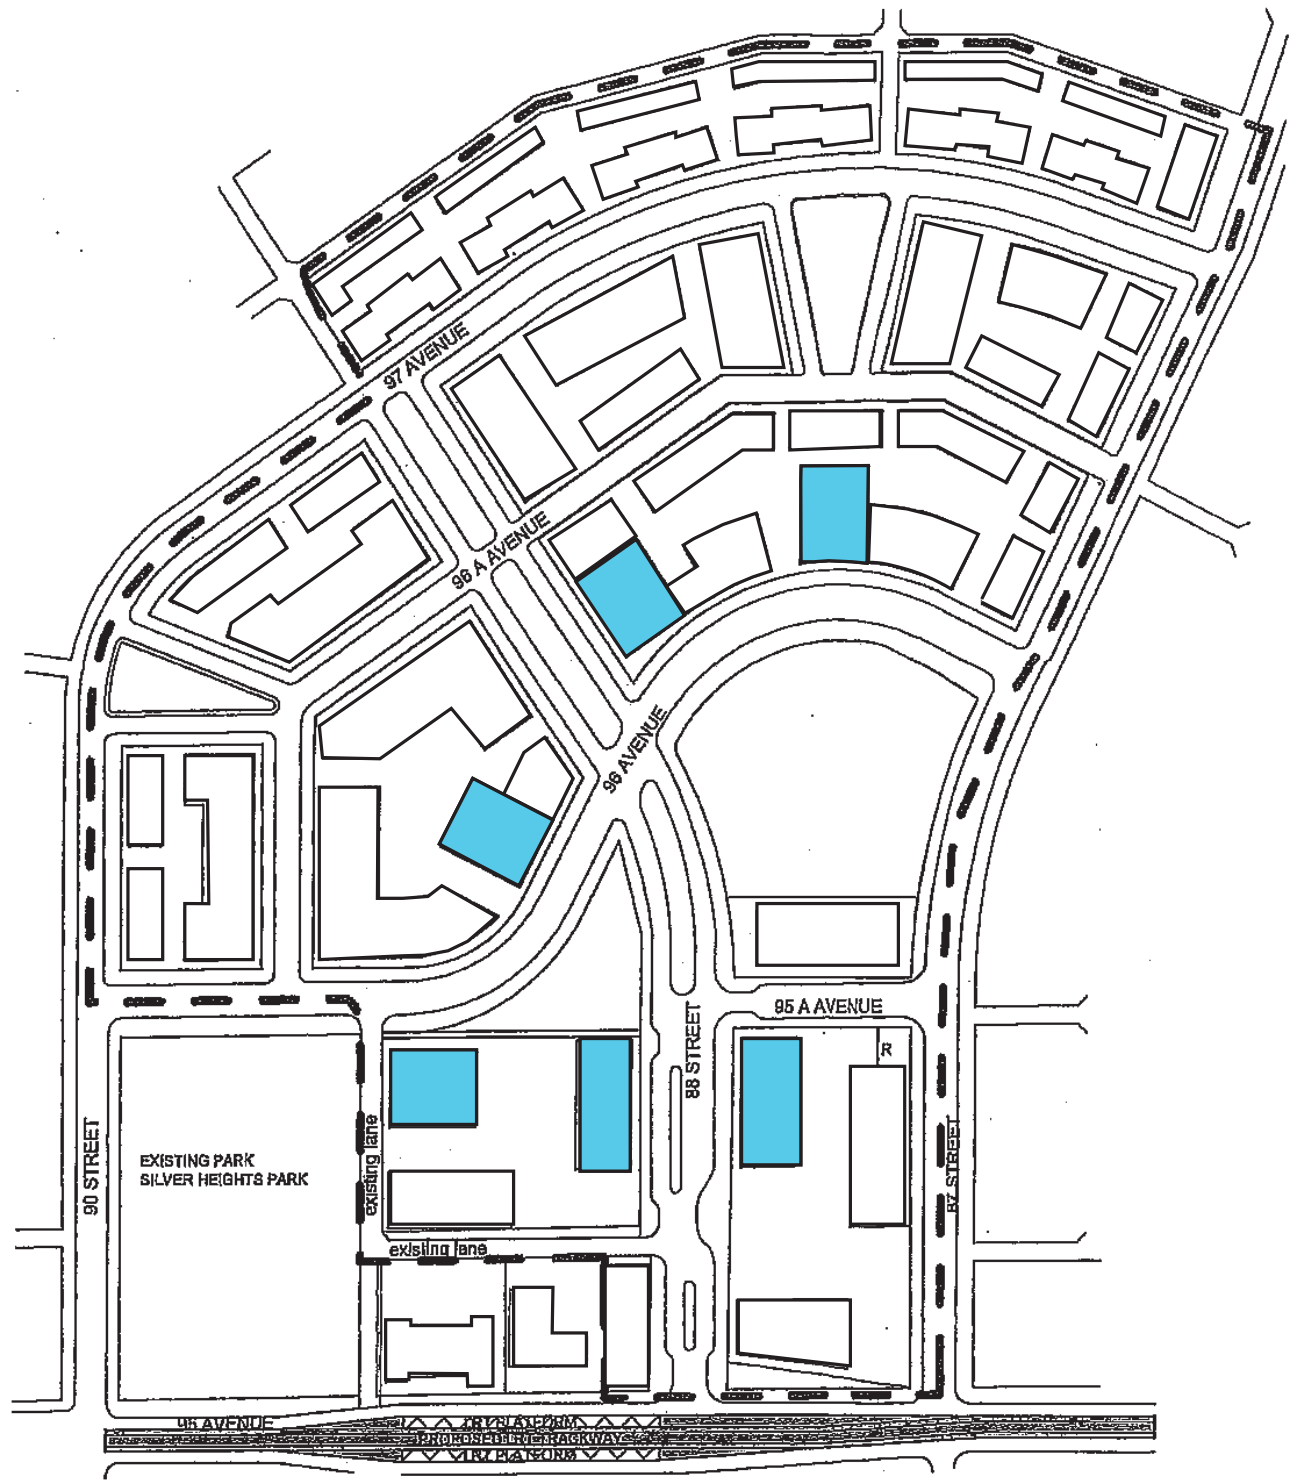 97 AVENUE
96 A AVENUE
96 AVENUE
95 A AVENUE
88 STREET
R
90 STREET
EXISTING PARK
SILVER HEIGHTS PARK
existing lane
87 STREET
existing lane
95 AVENUE
LRT PLATFORM
PROPOSED LRT TRACKWAY
LRT PLATFORM